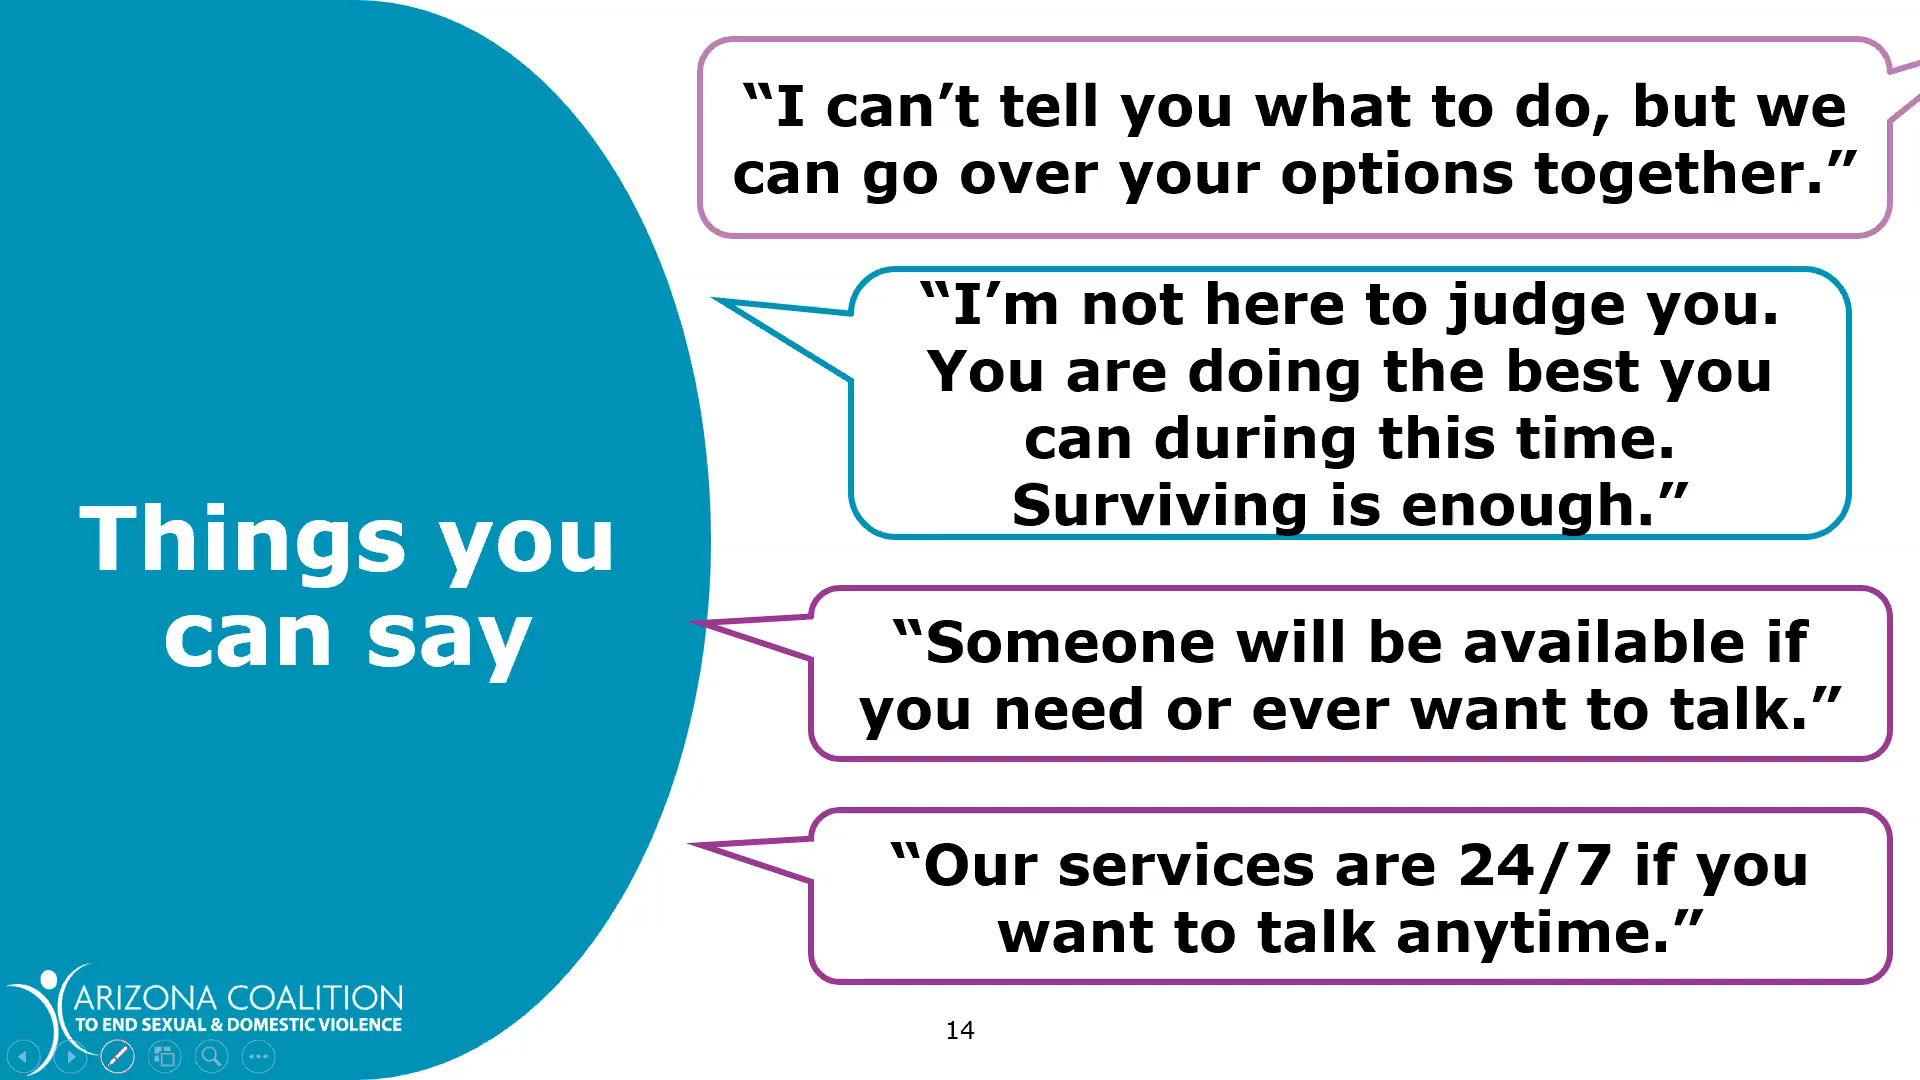 “I can’t tell you what to do, but we
can go over your options together.”
“I’m not here to judge you.
You are doing the best you
can during this time.
Surviving is enough.”
Things you
can say
“Someone will be available if
you need or ever want to talk.”
“Our services are 24/7 if you
want to talk anytime.”
ARIZONA COALITION
TO END SEXUAL & DOMESTIC VIOLENCE
14